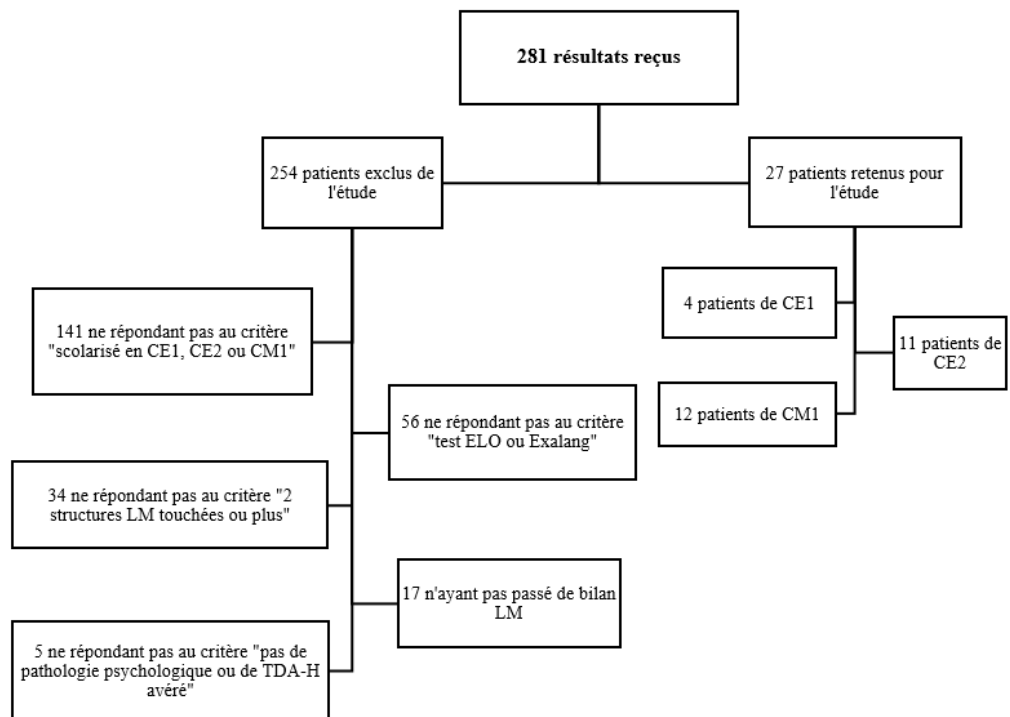 281 résultats reçus
254 patients exclus de
l'étude
27 patients retenus pour
l'étude
141 ne répondant pas au critère
"scolarisé en CE1, CE2 ou CM1"
56 ne répondant pas au critère
"test ELO ou Exalang"
34 ne répondant pas au critère "2
structures LM touchées ou plus"
17 n'ayant pas passé de bilan
LM
5 ne répondant pas au critère "pas de
pathologie psychologique ou de TDA-H
avéré"
4 patients de CE1
11 patients de
CE2
12 patients de CM1